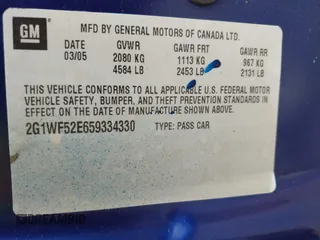 GM
MFD BY GENERAL MOTORS OF CANADA LTD.
DATE GVWR GAWR FRT GAWR RR
03/05 2080 KG 1113 KG 967 KG
4584 LB 2453 LB 2131 LB
THIS VEHICLE CONFORMS TO ALL APPLICABLE U.S. FEDERAL MOTOR
VEHICLE SAFETY, BUMPER, AND THEFT PREVENTION STANDARDS IN
EFFECT ON THE DATE OF MANUFACTURE SHOWN ABOVE.
2G1WF52E659334330 TYPE: PASS CAR
DREAMBID